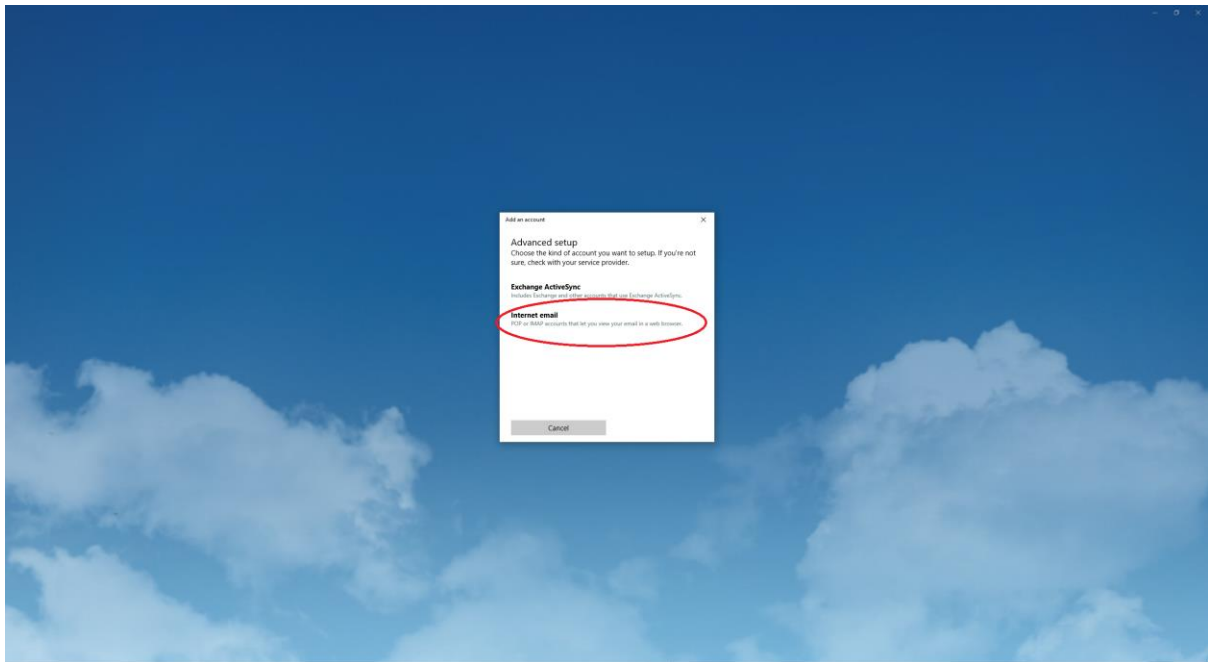 Add an account
Advanced setup
Choose the kind of account you want to setup. If you're not
sure, check with your service provider.
Exchange ActiveSync
Includes Exchange and other accounts that use Exchange ActiveSync.
Internet email
POP or IMAP accounts that let you view your email in a web browser.
Cancel